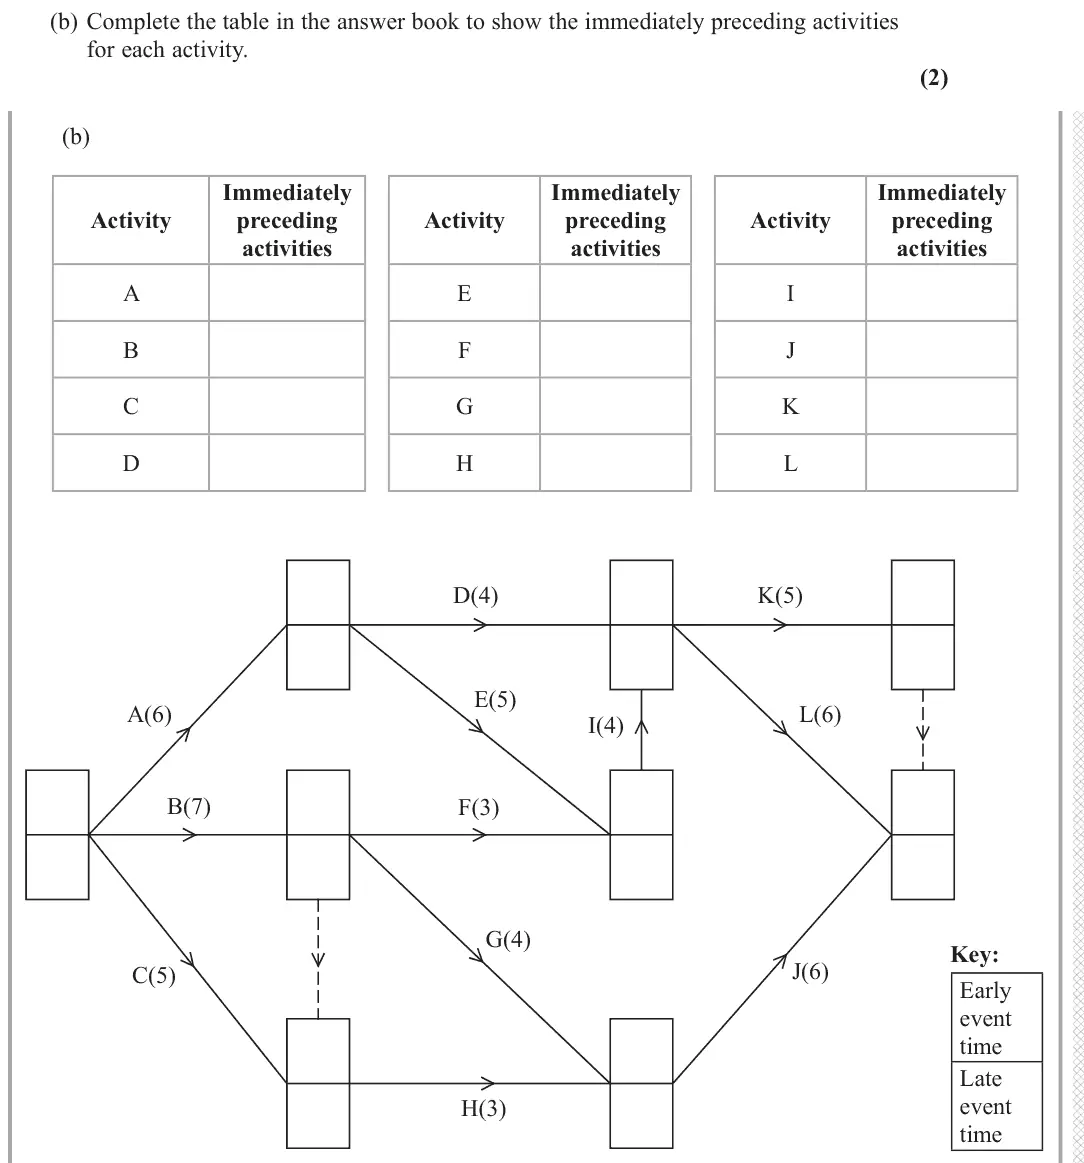 (b) Complete the table in the answer book to show the immediately preceding activities
for each activity.
(2)
(b)
Activity
Immediately
preceding
activities
A
B
C
D
Activity
Immediately
preceding
activities
E
F
G
H
Activity
Immediately
preceding
activities
I
J
K
L
D(4)
K(5)
A(6)
E(5)
I(4)
L(6)
B(7)
F(3)
C(5)
G(4)
J(6)
H(3)
Key:
Early
event
time
Late
event
time